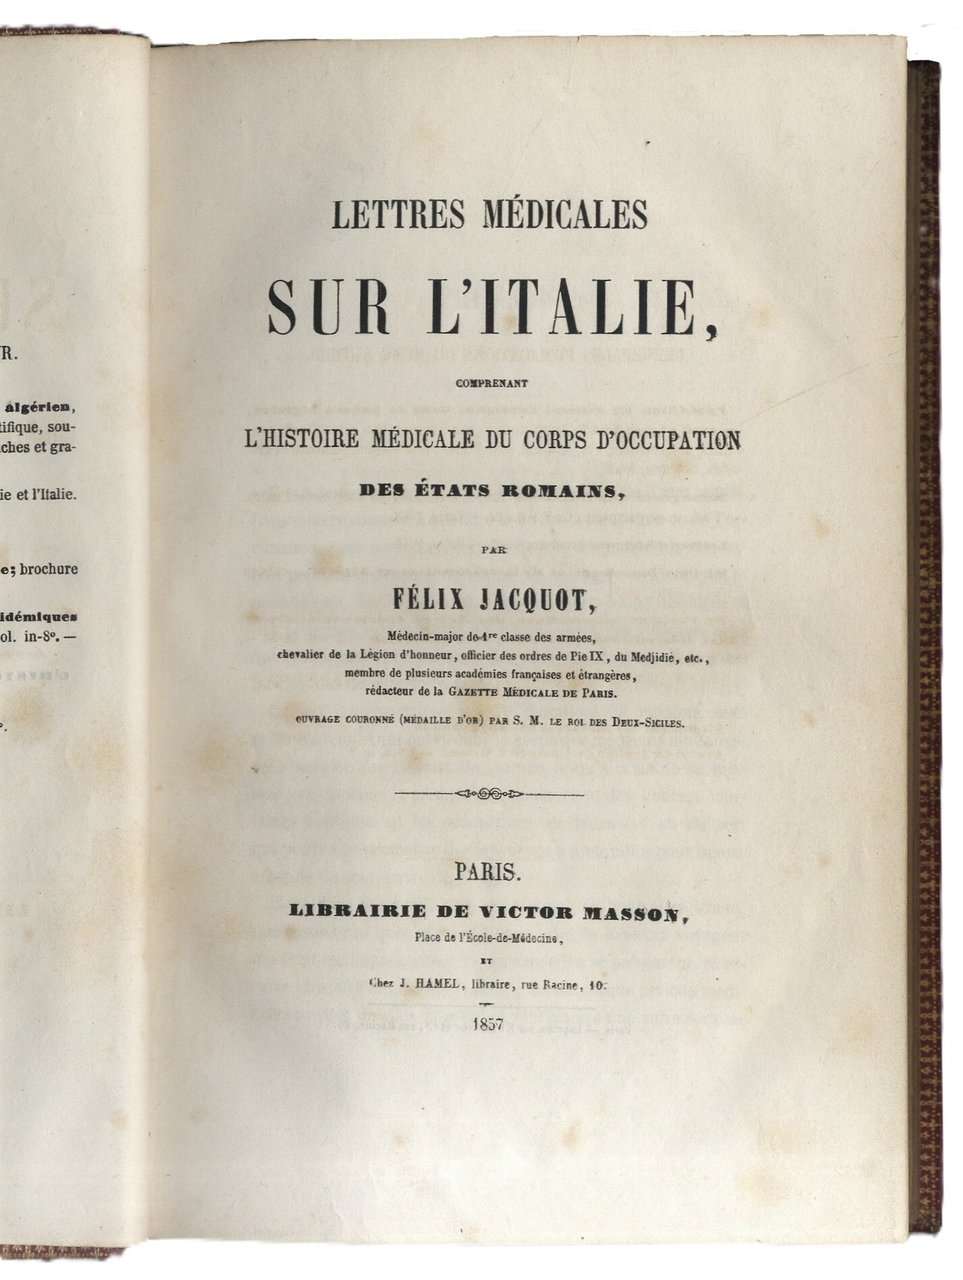 R.
algérien,
tifique, sou-
ches et gra-
ie et l'Italie.
e; brochure
idémiques
ol. in-8º. —
LETTRES MÉDICALES
SUR L'ITALIE,
COMPRENANT
L'HISTOIRE MÉDICALE DU CORPS D'OCCUPATION
DES ÉTATS ROMAINS,
PAR
FÉLIX JACQUOT,
Médecin-major de 1re classe des armées,
chevalier de la Légion d'honneur, officier des ordres de Pie IX, du Medjidié, etc.,
membre de plusieurs académies françaises et étrangères,
rédacteur de la GAZETTE MÉDICALE DE PARIS.
OUVRAGE COURONNÉ (MÉDAILLE D'OR) PAR S. M. LE ROI DES DEUX-SICILES.
PARIS.
LIBRAIRIE DE VICTOR MASSON,
Place de l'École-de-Médecine,
ET
Chez J. HAMEL, libraire, rue Racine, 10.
1857